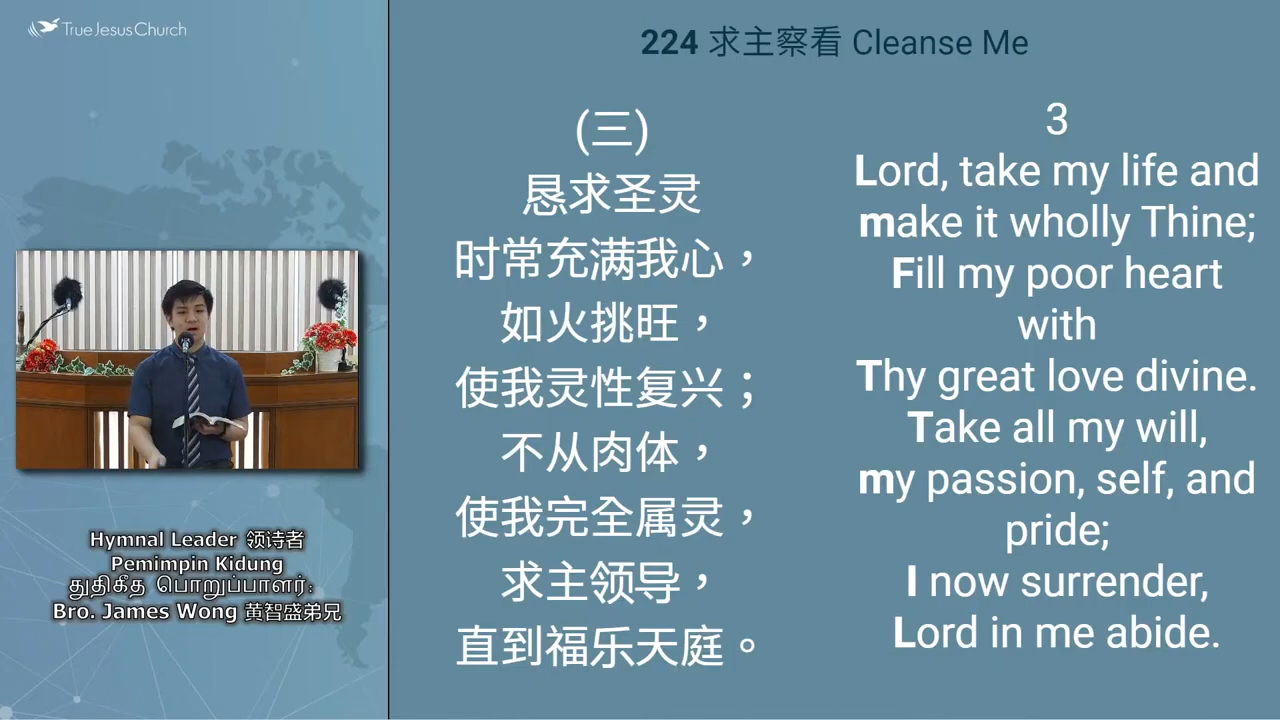 TrueJesusChurch
224 求主察看 Cleanse Me
(三)
恳求圣灵
时常充满我心，
如火挑旺，
使我灵性复兴；
不从肉体，
使我完全属灵，
求主领导，
直到福乐天庭。
3
Lord, take my life and
make it wholly Thine;
Fill my poor heart
with
Thy great love divine.
Take all my will,
my passion, self, and
pride;
I now surrender,
Lord in me abide.
Hymnal Leader 领诗者
Pemimpin Kidung
துதிகீத பொறுப்பாளர்:
Bro. James Wong 黄智盛弟兄